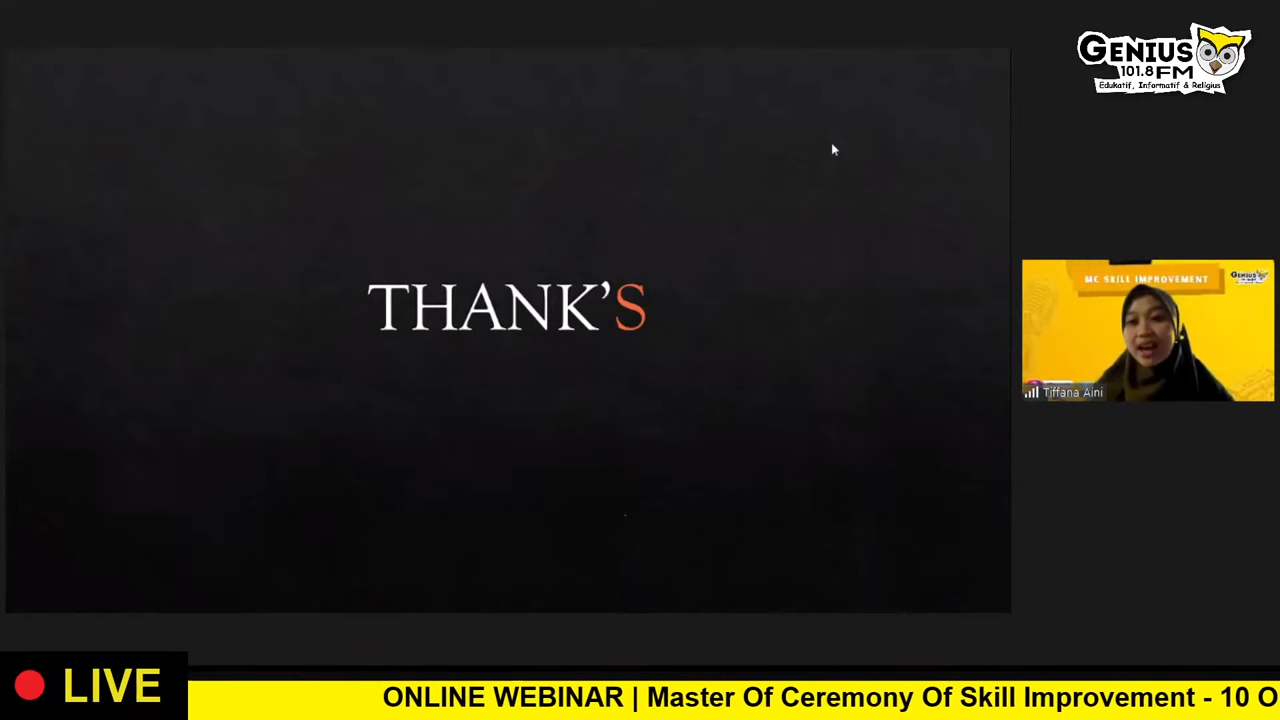 GENIUS
101.8 FM
Edukatif, Informatif & Religius
THANK'S
MC SKILL IMPROVEMENT
GENIUS
Tiffana Aini
LIVE
ONLINE WEBINAR | Master Of Ceremony Of Skill Improvement - 10 O